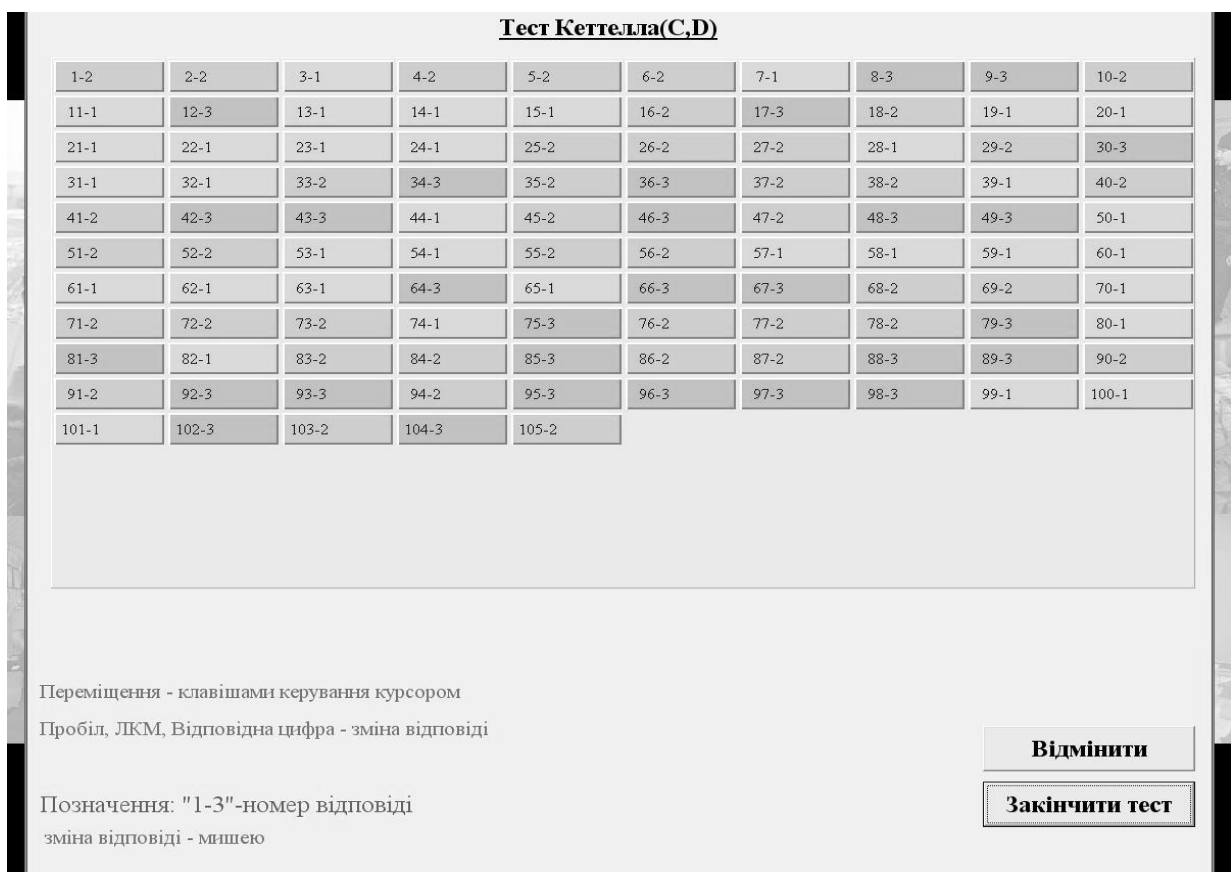 Тест Кеттелла(C,D)
1-2 2-2 3-1 4-2 5-2 6-2 7-1 8-3 9-3 10-2
11-1 12-3 13-1 14-1 15-1 16-2 17-3 18-2 19-1 20-1
21-1 22-1 23-1 24-1 25-2 26-2 27-2 28-1 29-2 30-3
31-1 32-1 33-2 34-3 35-2 36-3 37-2 38-2 39-1 40-2
41-2 42-3 43-3 44-1 45-2 46-3 47-2 48-3 49-3 50-1
51-2 52-2 53-1 54-1 55-2 56-2 57-1 58-1 59-1 60-1
61-1 62-1 63-1 64-3 65-1 66-3 67-3 68-2 69-2 70-1
71-2 72-2 73-2 74-1 75-3 76-2 77-2 78-2 79-3 80-1
81-3 82-1 83-2 84-2 85-3 86-2 87-2 88-3 89-3 90-2
91-2 92-3 93-3 94-2 95-3 96-3 97-3 98-3 99-1 100-1
101-1 102-3 103-2 104-3 105-2
Переміщення - клавішами керування курсором
Пробіл, ЛКМ, Відповідна цифра - зміна відповіді
Відмінити
Позначення: "1-3"-номер відповіді
Закінчити тест
зміна відповіді - мишею